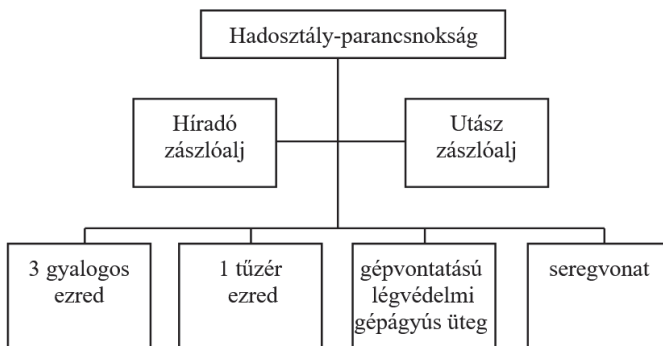 Hadosztály-parancsnokság
Híradó
zászlóalj
Utász
zászlóalj
3 gyalogos
ezred
1 tűzér
ezred
gépvontatású
légvédelmi
gépágyús üteg
seregvonat